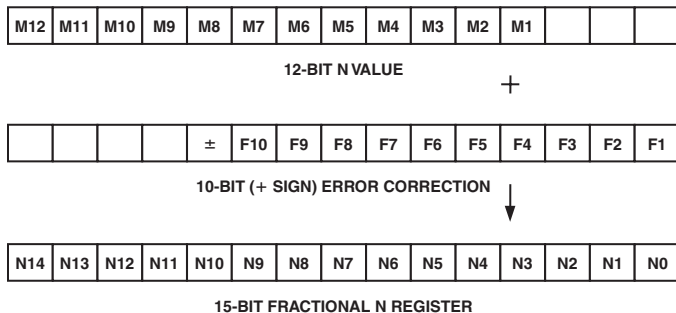 M12 M11 M10 M9 M8 M7 M6 M5 M4 M3 M2 M1
12-BIT N VALUE
+
± F10 F9 F8 F7 F6 F5 F4 F3 F2 F1
10-BIT (+ SIGN) ERROR CORRECTION
N14 N13 N12 N11 N10 N9 N8 N7 N6 N5 N4 N3 N2 N1 N0
15-BIT FRACTIONAL N REGISTER